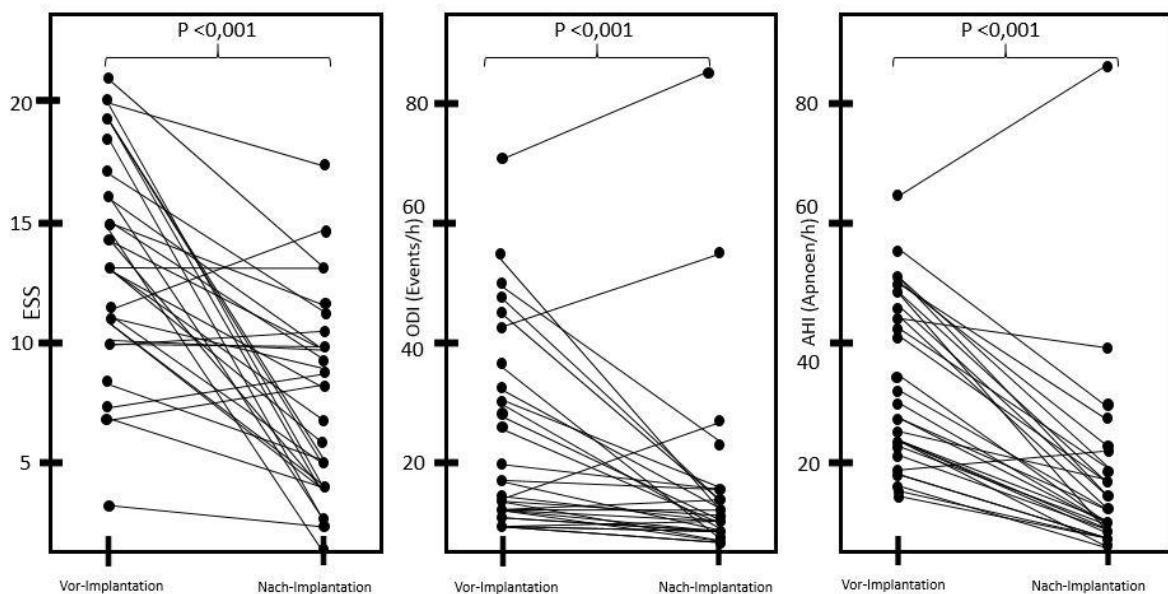 P <0,001
20
15
10
5
ESS
Vor-Implantation
Nach-Implantation
P <0,001
80
60
40
20
ODI (Events/h)
Vor-Implantation
Nach-Implantation
P <0,001
80
60
40
20
AHI (Apnoen/h)
Vor-Implantation
Nach-Implantation